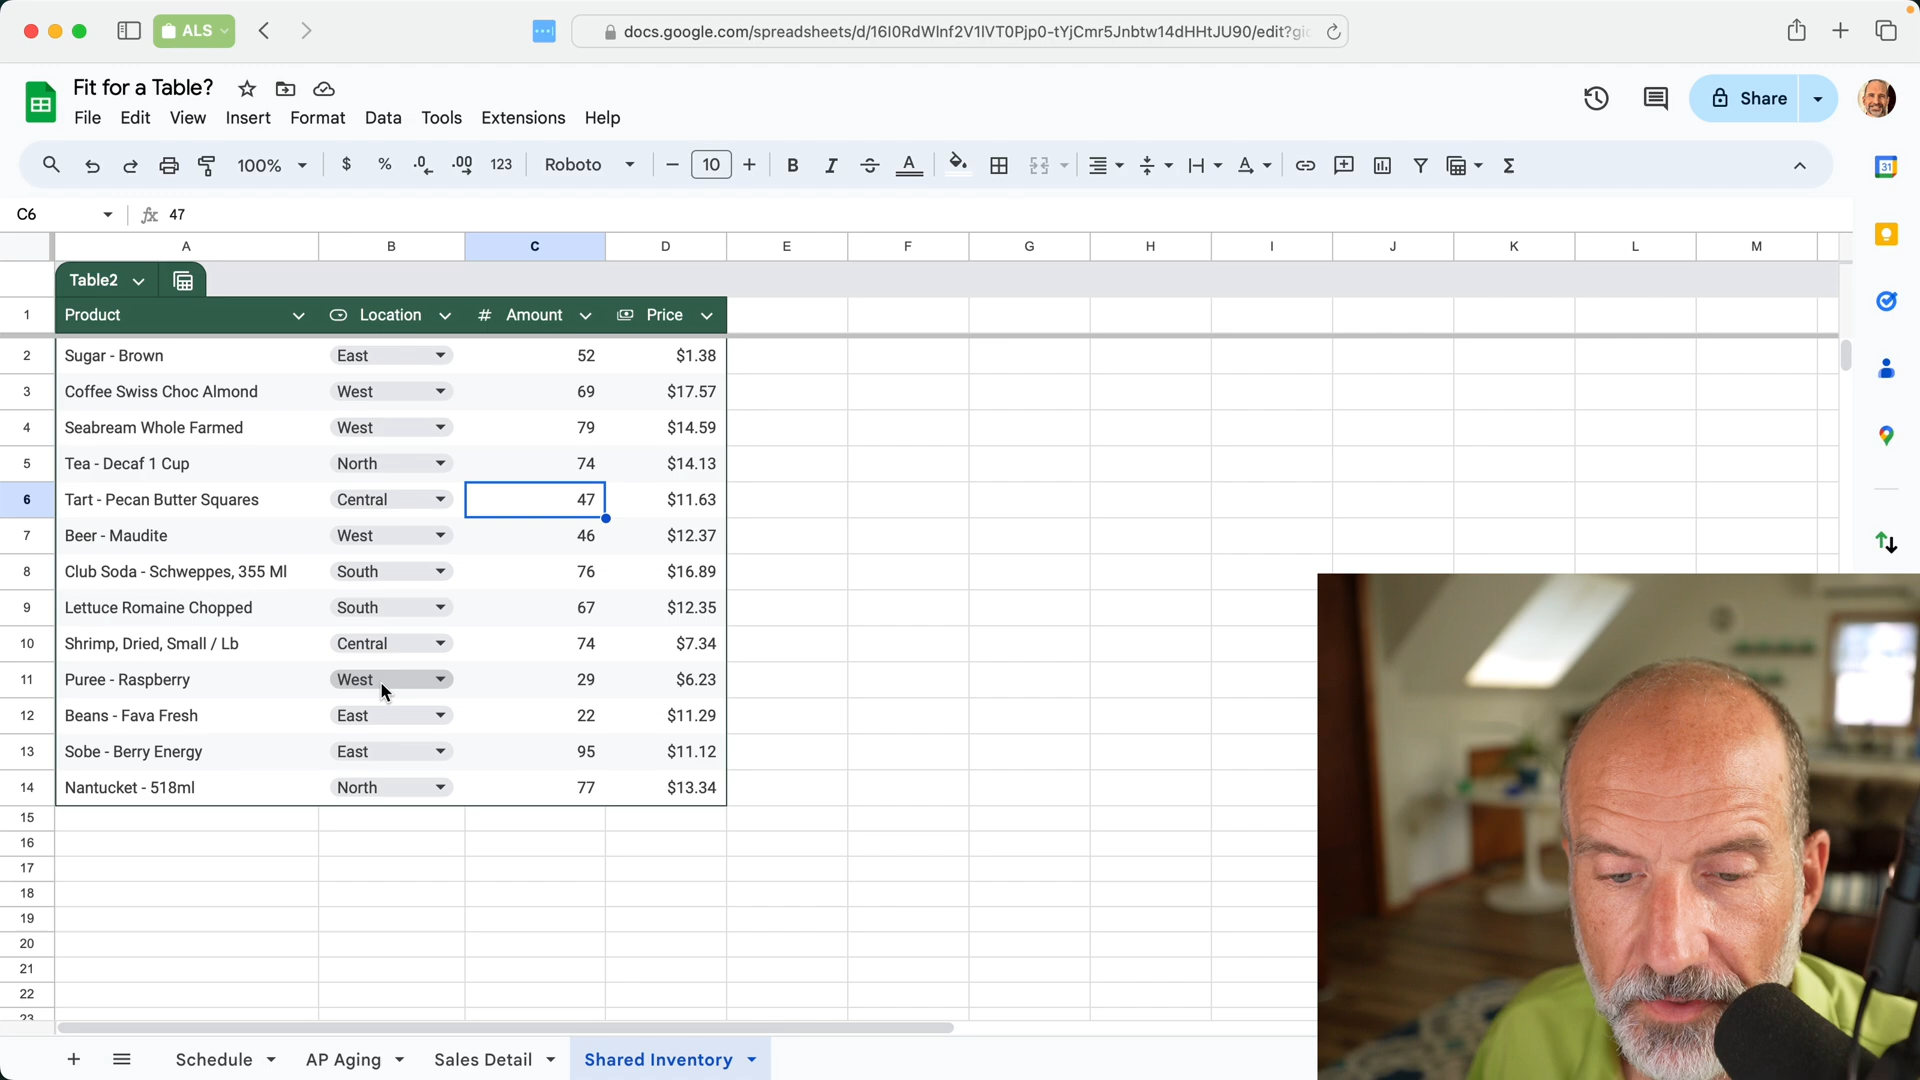 ALS
docs.google.com/spreadsheets/d/16I0RdWlnf2V1lVT0Pjp0-tYjCmr5Jnbtw14dHHtJU90/edit?gi
Fit for a Table?
File Edit View Insert Format Data Tools Extensions Help
Share
100% $ % .0 .00 123 Roboto 10 B I A
31
C6 fx 47
A B C D E F G H I J K L M
Table2
1 Product Location # Amount Price
2 Sugar - Brown East 52 $1.38
3 Coffee Swiss Choc Almond West 69 $17.57
4 Seabream Whole Farmed West 79 $14.59
5 Tea - Decaf 1 Cup North 74 $14.13
6 Tart - Pecan Butter Squares Central 47 $11.63
7 Beer - Maudite West 46 $12.37
8 Club Soda - Schweppes, 355 Ml South 76 $16.89
9 Lettuce Romaine Chopped South 67 $12.35
10 Shrimp, Dried, Small / Lb Central 74 $7.34
11 Puree - Raspberry West 29 $6.23
12 Beans - Fava Fresh East 22 $11.29
13 Sobe - Berry Energy East 95 $11.12
14 Nantucket - 518ml North 77 $13.34
15
16
17
18
19
20
21
22
23
+ Schedule AP Aging Sales Detail Shared Inventory